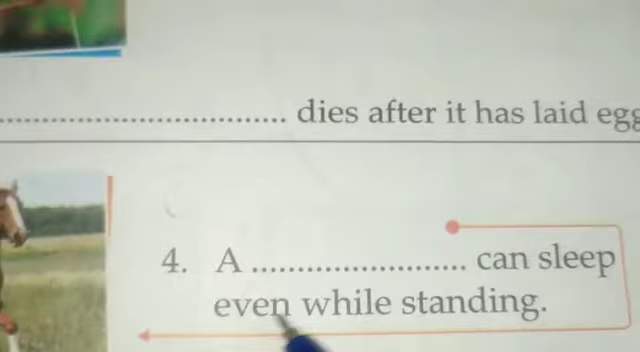 ............................... dies after it has laid egg
4. A ........................ can sleep
even while standing.